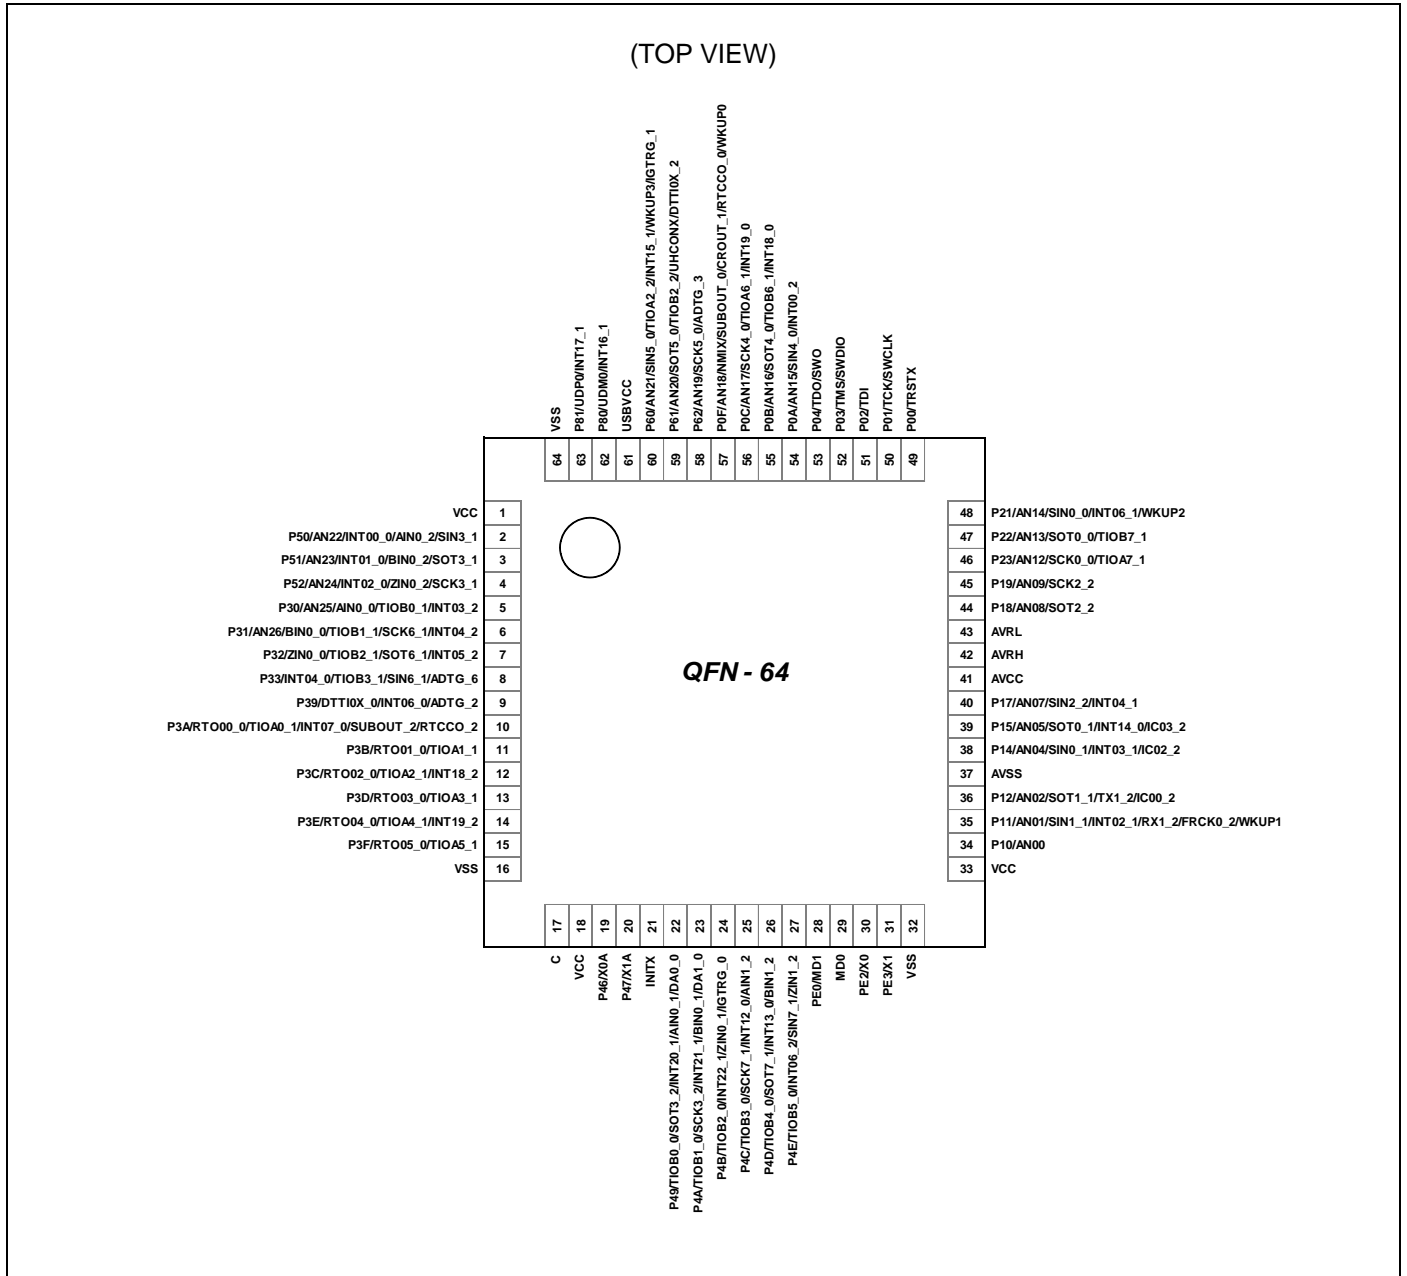 (TOP VIEW)
VSS
P81/UDP0/INT17_1
P80/UDM0/INT16_1
USBVCC
P60/AN21/SIN5_0/TIOA2_2/INT15_1/WKUP3/IGTRG_1
P61/AN20/SOT5_0/TIOB2_2/UHCONX/DTTI0X_2
P62/AN19/SCK5_0/ADTG_3
P0F/AN18/NMIX/SUBOUT_0/CROUT_1/RTCCO_0/WKUP0
P0C/AN17/SCK4_0/TIOA6_1/INT19_0
P0B/AN16/SOT4_0/TIOB6_1/INT18_0
P0A/AN15/SIN4_0/INT00_2
P04/TDO/SWO
P03/TMS/SWDIO
P02/TDI
P01/TCK/SWCLK
P00/TRSTX
64 63 62 61 60 59 58 57 56 55 54 53 52 51 50 49
VCC 1
P50/AN22/INT00_0/AIN0_2/SIN3_1 2
P51/AN23/INT01_0/BIN0_2/SOT3_1 3
P52/AN24/INT02_0/ZIN0_2/SCK3_1 4
P30/AN25/AIN0_0/TIOB0_1/INT03_2 5
P31/AN26/BIN0_0/TIOB1_1/SCK6_1/INT04_2 6
P32/ZIN0_0/TIOB2_1/SOT6_1/INT05_2 7
P33/INT04_0/TIOB3_1/SIN6_1/ADTG_6 8
P39/DTTI0X_0/INT06_0/ADTG_2 9
P3A/RTO00_0/TIOA0_1/INT07_0/SUBOUT_2/RTCCO_2 10
P3B/RTO01_0/TIOA1_1 11
P3C/RTO02_0/TIOA2_1/INT18_2 12
P3D/RTO03_0/TIOA3_1 13
P3E/RTO04_0/TIOA4_1/INT19_2 14
P3F/RTO05_0/TIOA5_1 15
VSS 16
QFN - 64
48 P21/AN14/SIN0_0/INT06_1/WKUP2
47 P22/AN13/SOT0_0/TIOB7_1
46 P23/AN12/SCK0_0/TIOA7_1
45 P19/AN09/SCK2_2
44 P18/AN08/SOT2_2
43 AVRL
42 AVRH
41 AVCC
40 P17/AN07/SIN2_2/INT04_1
39 P15/AN05/SOT0_1/INT14_0/IC03_2
38 P14/AN04/SIN0_1/INT03_1/IC02_2
37 AVSS
36 P12/AN02/SOT1_1/TX1_2/IC00_2
35 P11/AN01/SIN1_1/INT02_1/RX1_2/FRCK0_2/WKUP1
34 P10/AN00
33 VCC
17 18 19 20 21 22 23 24 25 26 27 28 29 30 31 32
C
VCC
P46/X0A
P47/X1A
INITX
P49/TIOB0_0/SOT3_2/INT20_1/AIN0_1/DA0_0
P4A/TIOB1_0/SCK3_2/INT21_1/BIN0_1/DA1_0
P4B/TIOB2_0/INT22_1/ZIN0_1/IGTRG_0
P4C/TIOB3_0/SCK7_1/INT12_0/AIN1_2
P4D/TIOB4_0/SOT7_1/INT13_0/BIN1_2
P4E/TIOB5_0/INT06_2/SIN7_1/ZIN1_2
PE0/MD1
MD0
PE2/X0
PE3/X1
VSS